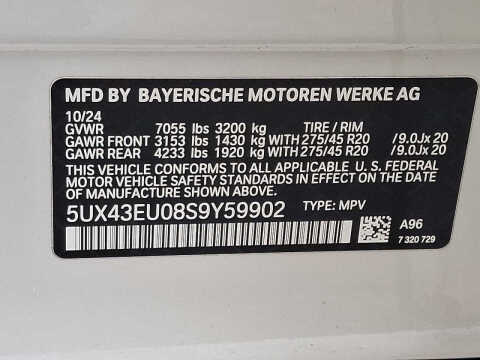 MFD BY BAYERISCHE MOTOREN WERKE AG
10/24
GVWR 7055 lbs 3200 kg TIRE / RIM
GAWR FRONT 3153 lbs 1430 kg WITH 275/45 R20 /9.0Jx 20
GAWR REAR 4233 lbs 1920 kg WITH 275/45 R20 /9.0Jx 20
THIS VEHICLE CONFORMS TO ALL APPLICABLE U. S. FEDERAL
MOTOR VEHICLE SAFETY STANDARDS IN EFFECT
ON THE DATE OF MANUFACTURE SHOWN ABOVE.
5UX43EU08S9Y59902 TYPE: MPV
A96
7 320 729